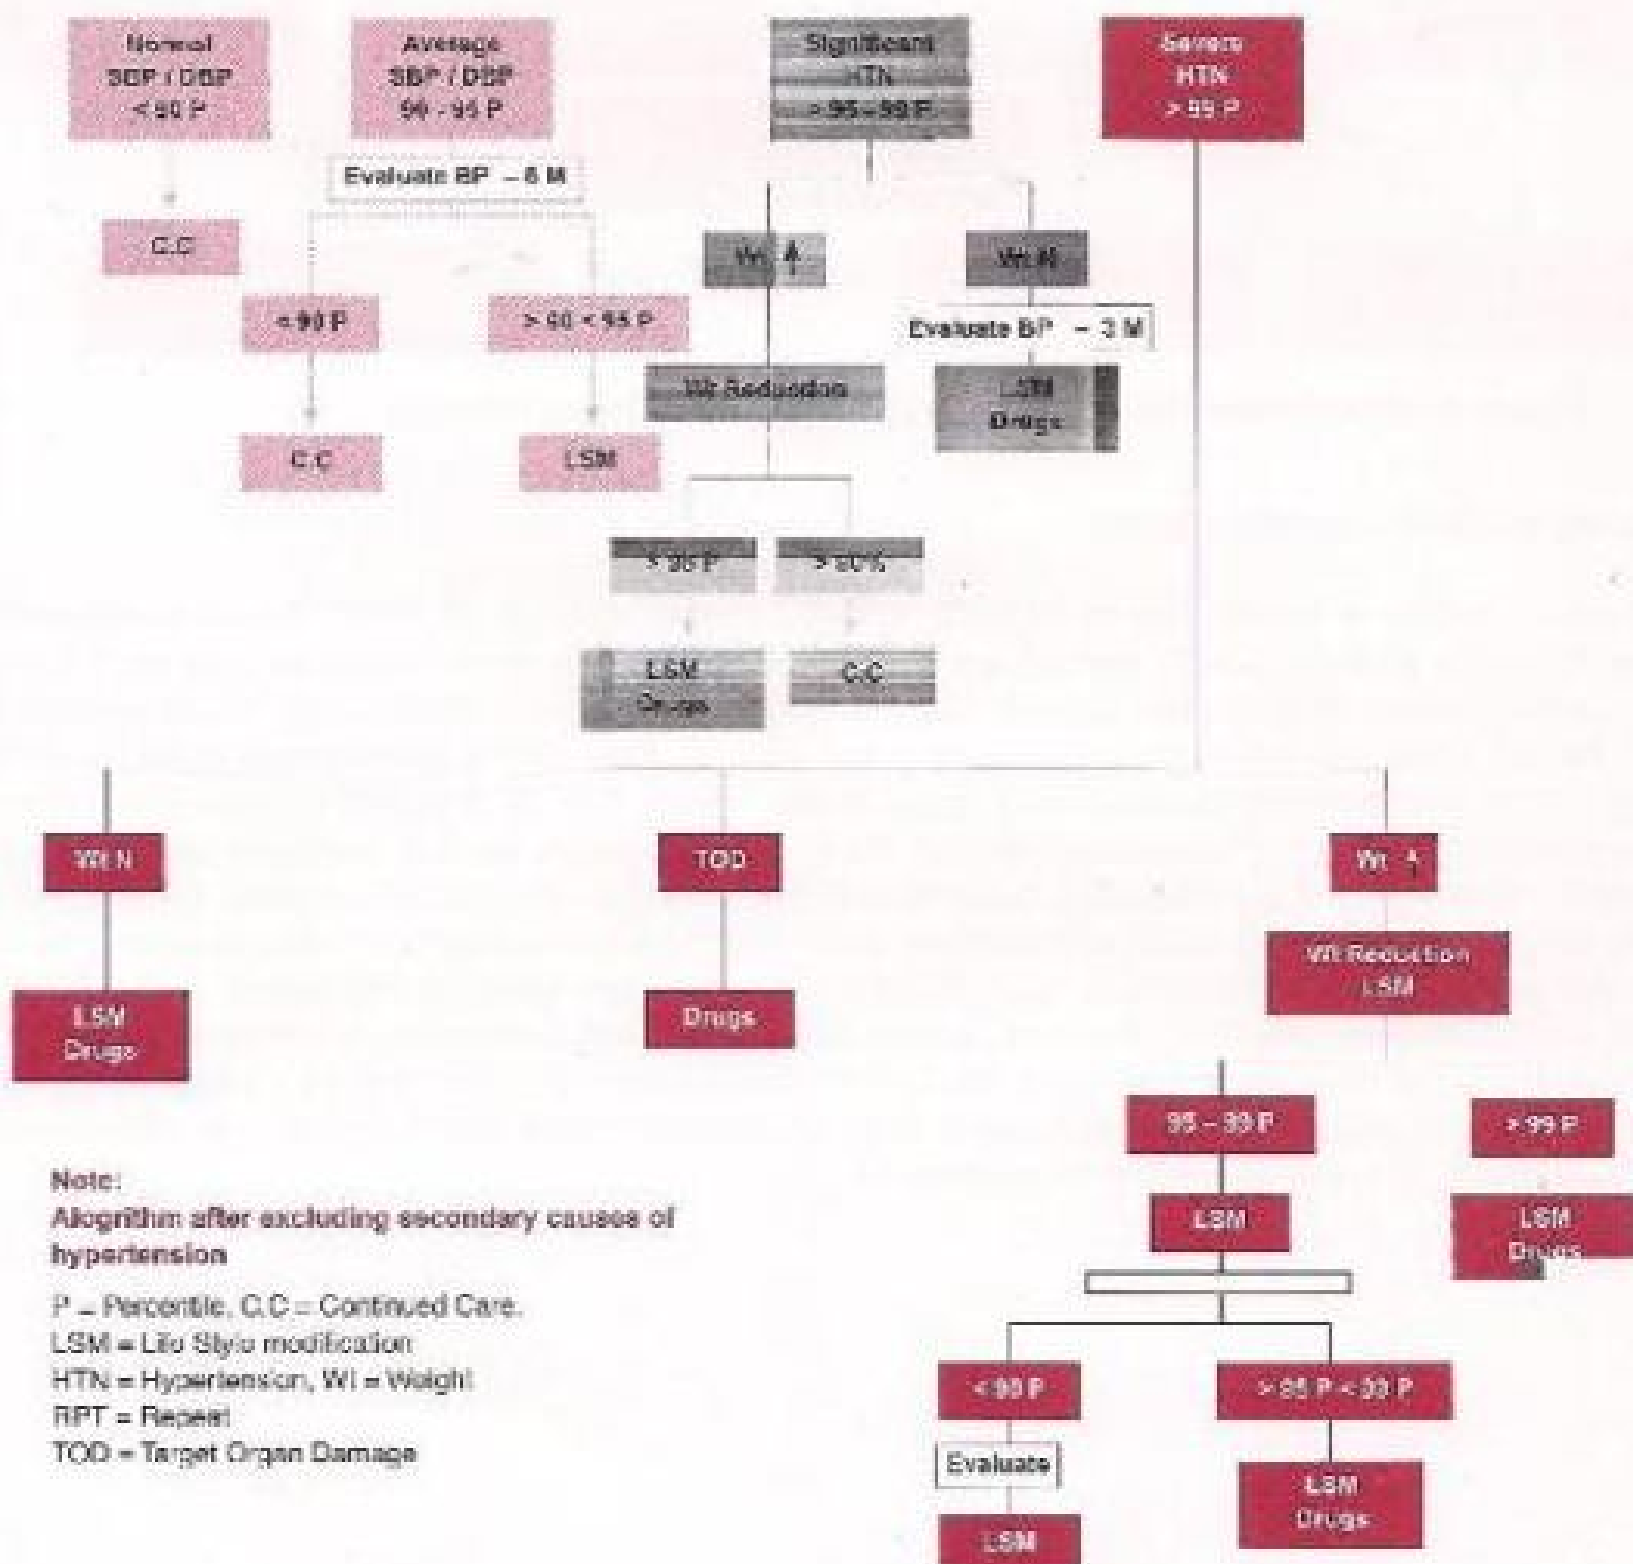 Normal
SBP / DBP
< 90 P
Average
SBP / DBP
90 - 95 P
Significant
HTN
> 95 - 99 P
Severe
HTN
> 99 P
Evaluate BP – 6 M
C.C
Wt ↑
Wt N
< 90 P
> 90 < 95 P
Evaluate BP – 3 M
Wt Reduction
LSM
Drugs
C.C
LSM
LSM
Drugs
C.C
Wt N
TOD
Wt ↑
Wt Reduction
LSM
LSM
Drugs
Drugs
95 – 99 P
> 99 P
LSM
LSM
Drugs
Note:
Alogrithm after excluding secondary causes of
hypertension
P = Percentile, C.C = Continued Care.
LSM = Life Style modification
HTN = Hypertension, Wt = Weight
RPT = Repeat
TOD = Target Organ Damage
Evaluate
LSM
LSM
Drugs